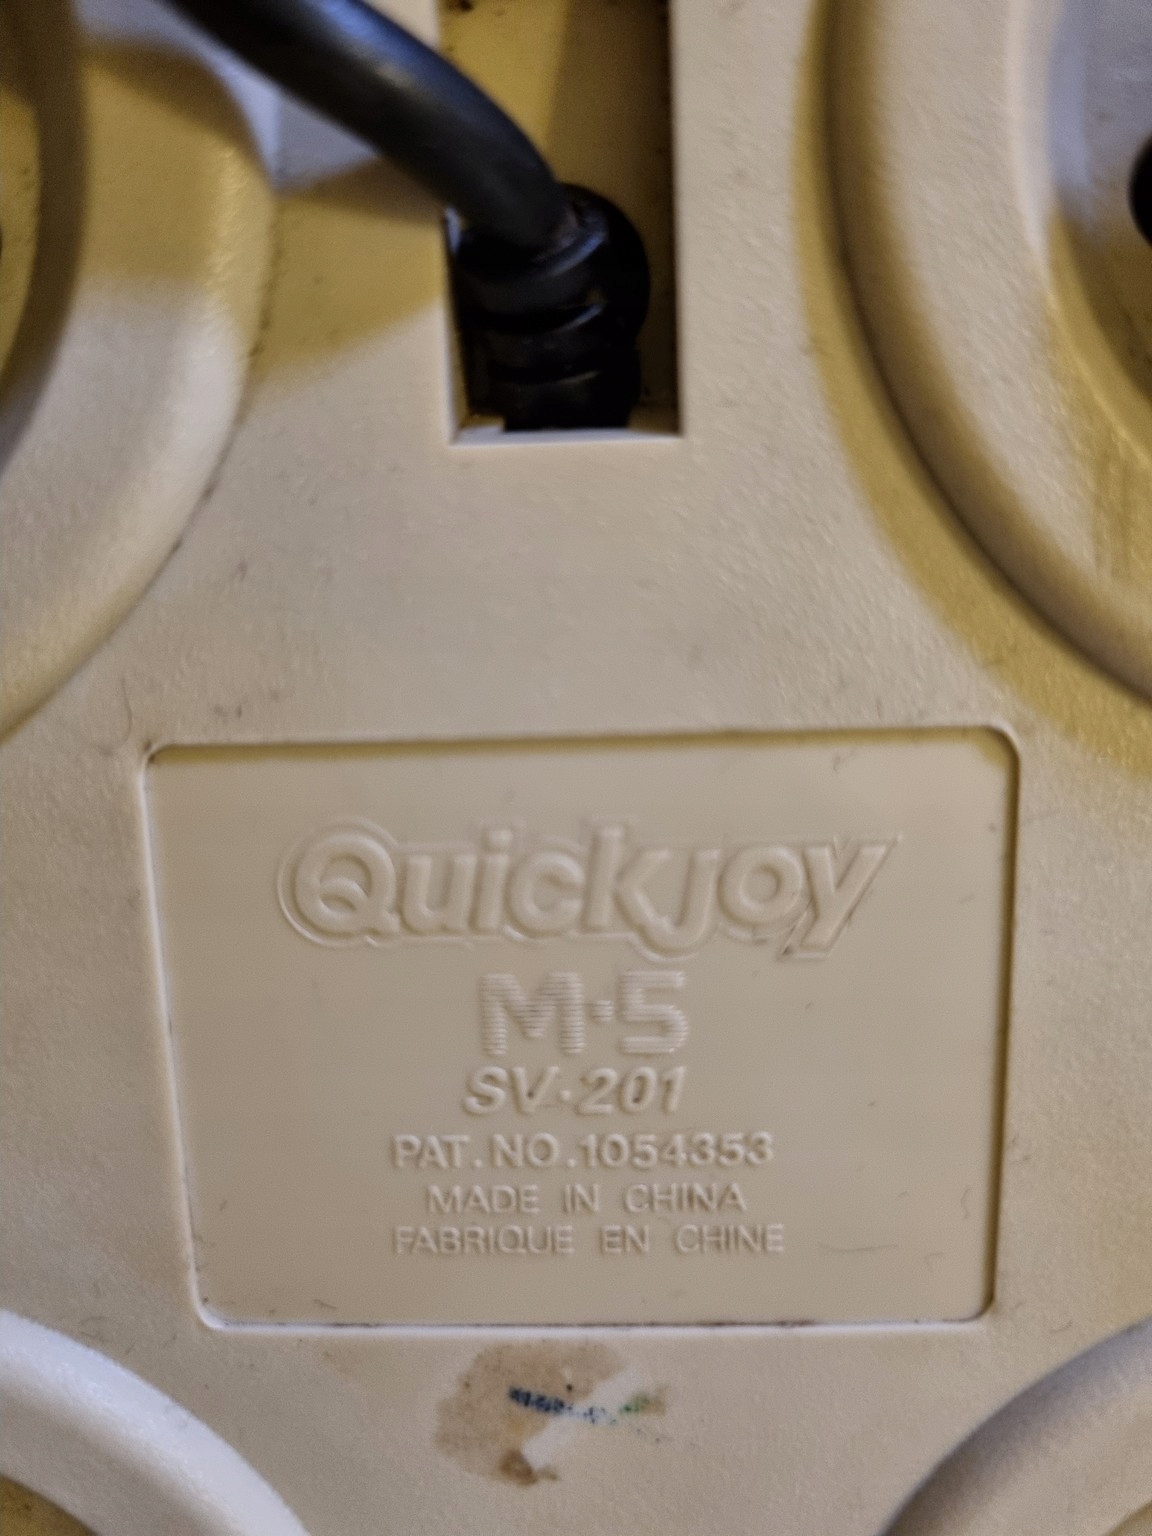 Quickjoy
M·5
SV·201
PAT.NO.1054353
MADE IN CHINA
FABRIQUE EN CHINE